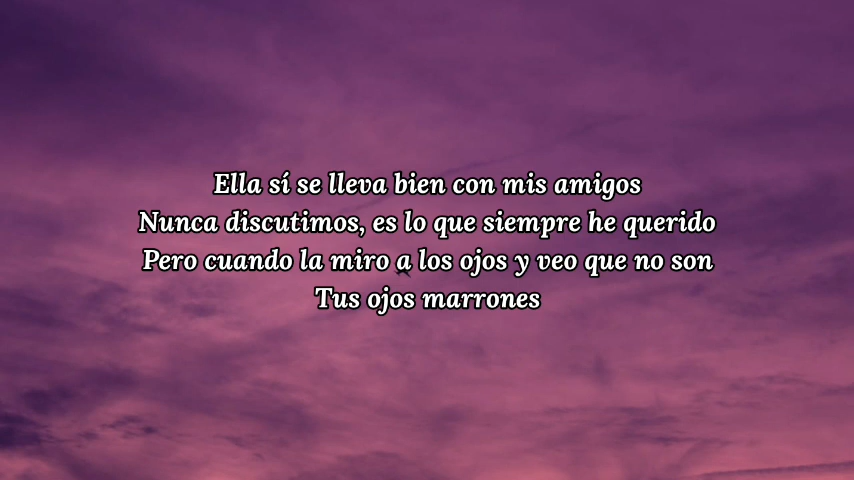 Ella sí se lleva bien con mis amigos
Nunca discutimos, es lo que siempre he querido
Pero cuando la miro a los ojos y veo que no son
Tus ojos marrones